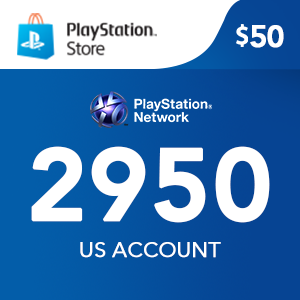 PlayStation.
Store
$50
PlayStation®
Network
2950
US ACCOUNT